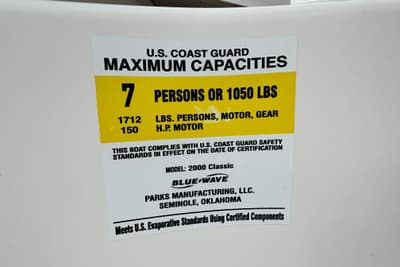 U.S. COAST GUARD
MAXIMUM CAPACITIES
7 PERSONS OR 1050 LBS
1712 LBS. PERSONS, MOTOR, GEAR
150 H.P. MOTOR
THIS BOAT COMPLIES WITH U.S. COAST GUARD SAFETY
STANDARDS IN EFFECT ON THE DATE OF CERTIFICATION
MODEL: 2000 Classic
BLUE WAVE
PARKS MANUFACTURING, LLC.
SEMINOLE, OKLAHOMA
Meets U.S. Evaporative Standards Using Certified Components